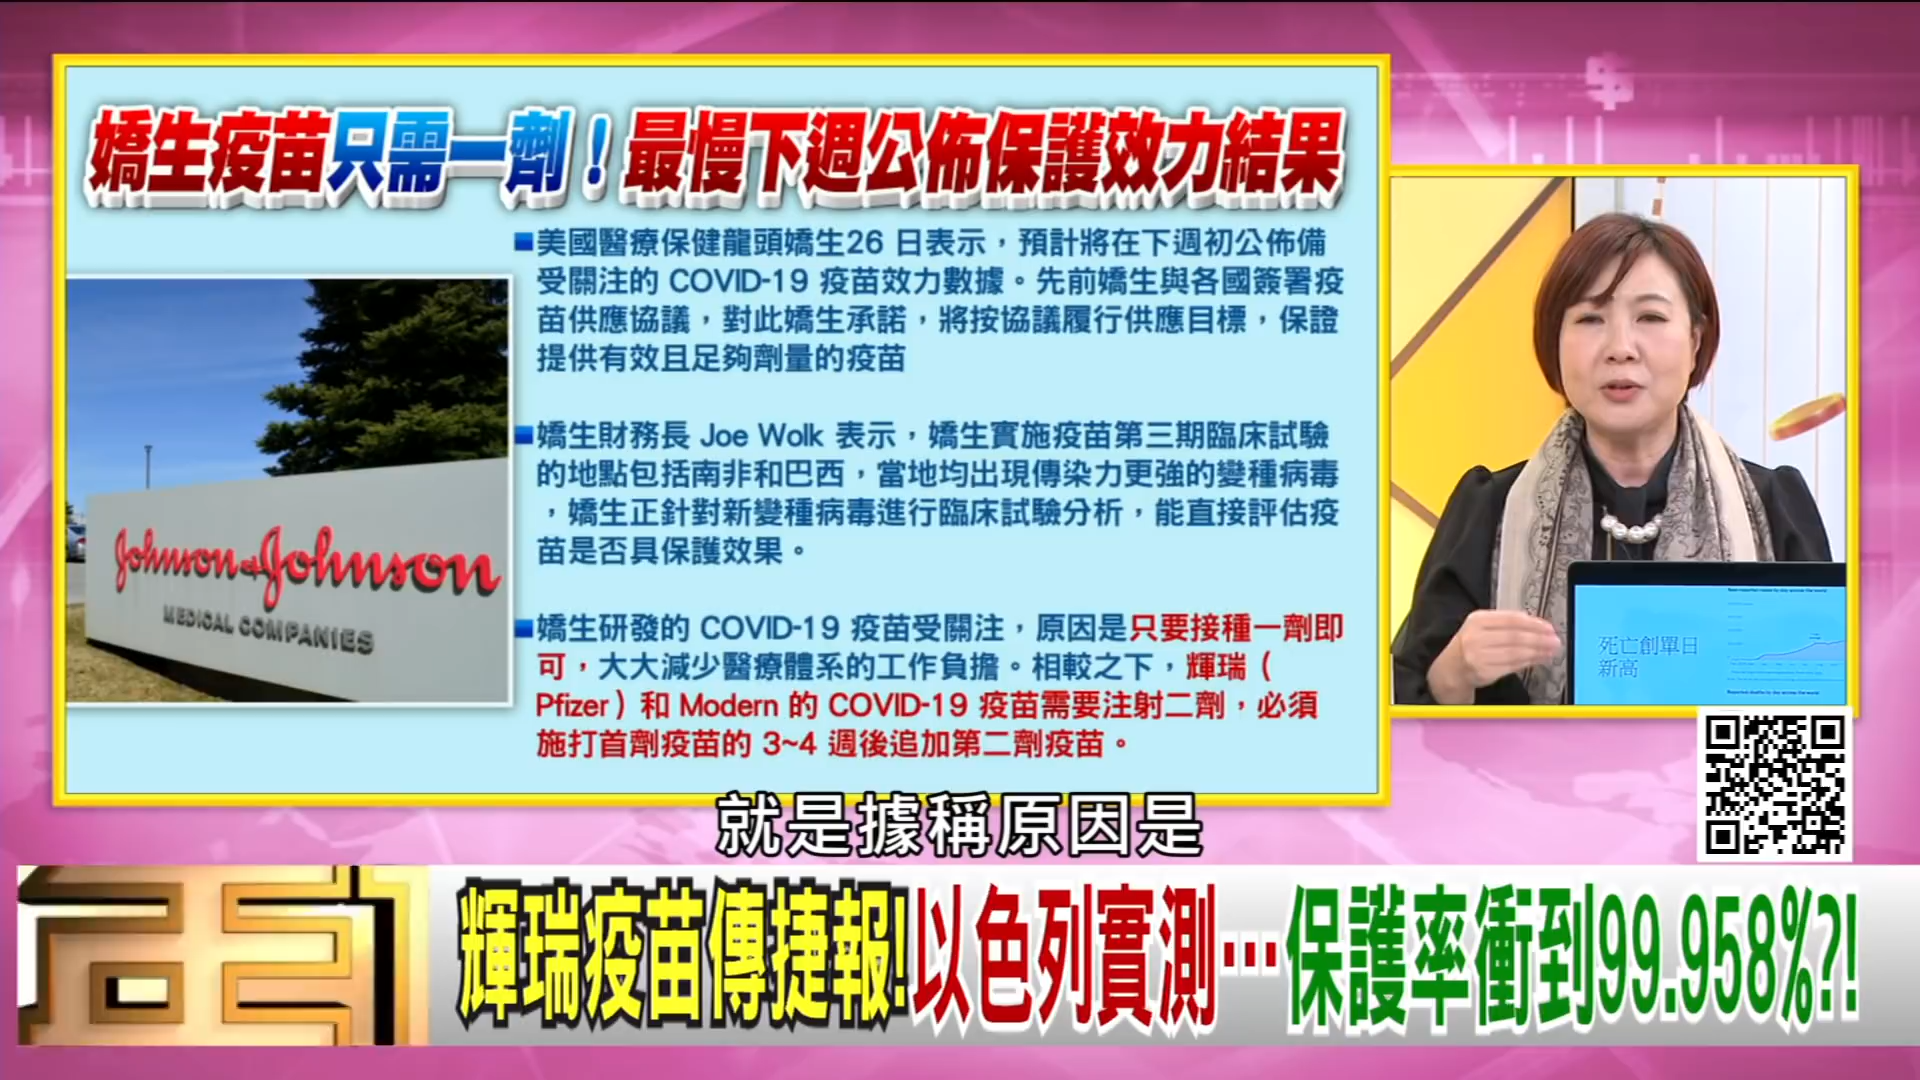 嬌生疫苗只需一劑！最慢下週公佈保護效力結果
美國醫療保健龍頭嬌生26 日表示，預計將在下週初公佈備
受關注的 COVID-19 疫苗效力數據。先前嬌生與各國簽署疫
苗供應協議，對此嬌生承諾，將按協議履行供應目標，保證
提供有效且足夠劑量的疫苗
嬌生財務長 Joe Wolk 表示，嬌生實施疫苗第三期臨床試驗
的地點包括南非和巴西，當地均出現傳染力更強的變種病毒
，嬌生正針對新變種病毒進行臨床試驗分析，能直接評估疫
苗是否具保護效果。
嬌生研發的 COVID-19 疫苗受關注，原因是只要接種一劑即
可，大大減少醫療體系的工作負擔。相較之下，輝瑞（
Pfizer）和 Modern 的 COVID-19 疫苗需要注射二劑，必須
施打首劑疫苗的 3~4 週後追加第二劑疫苗。
Johnson & Johnson
MEDICAL COMPANIES
死亡創單日
新高
就是據稱原因是
輝瑞疫苗傳捷報!以色列實測…保護率衝到99.958%?!